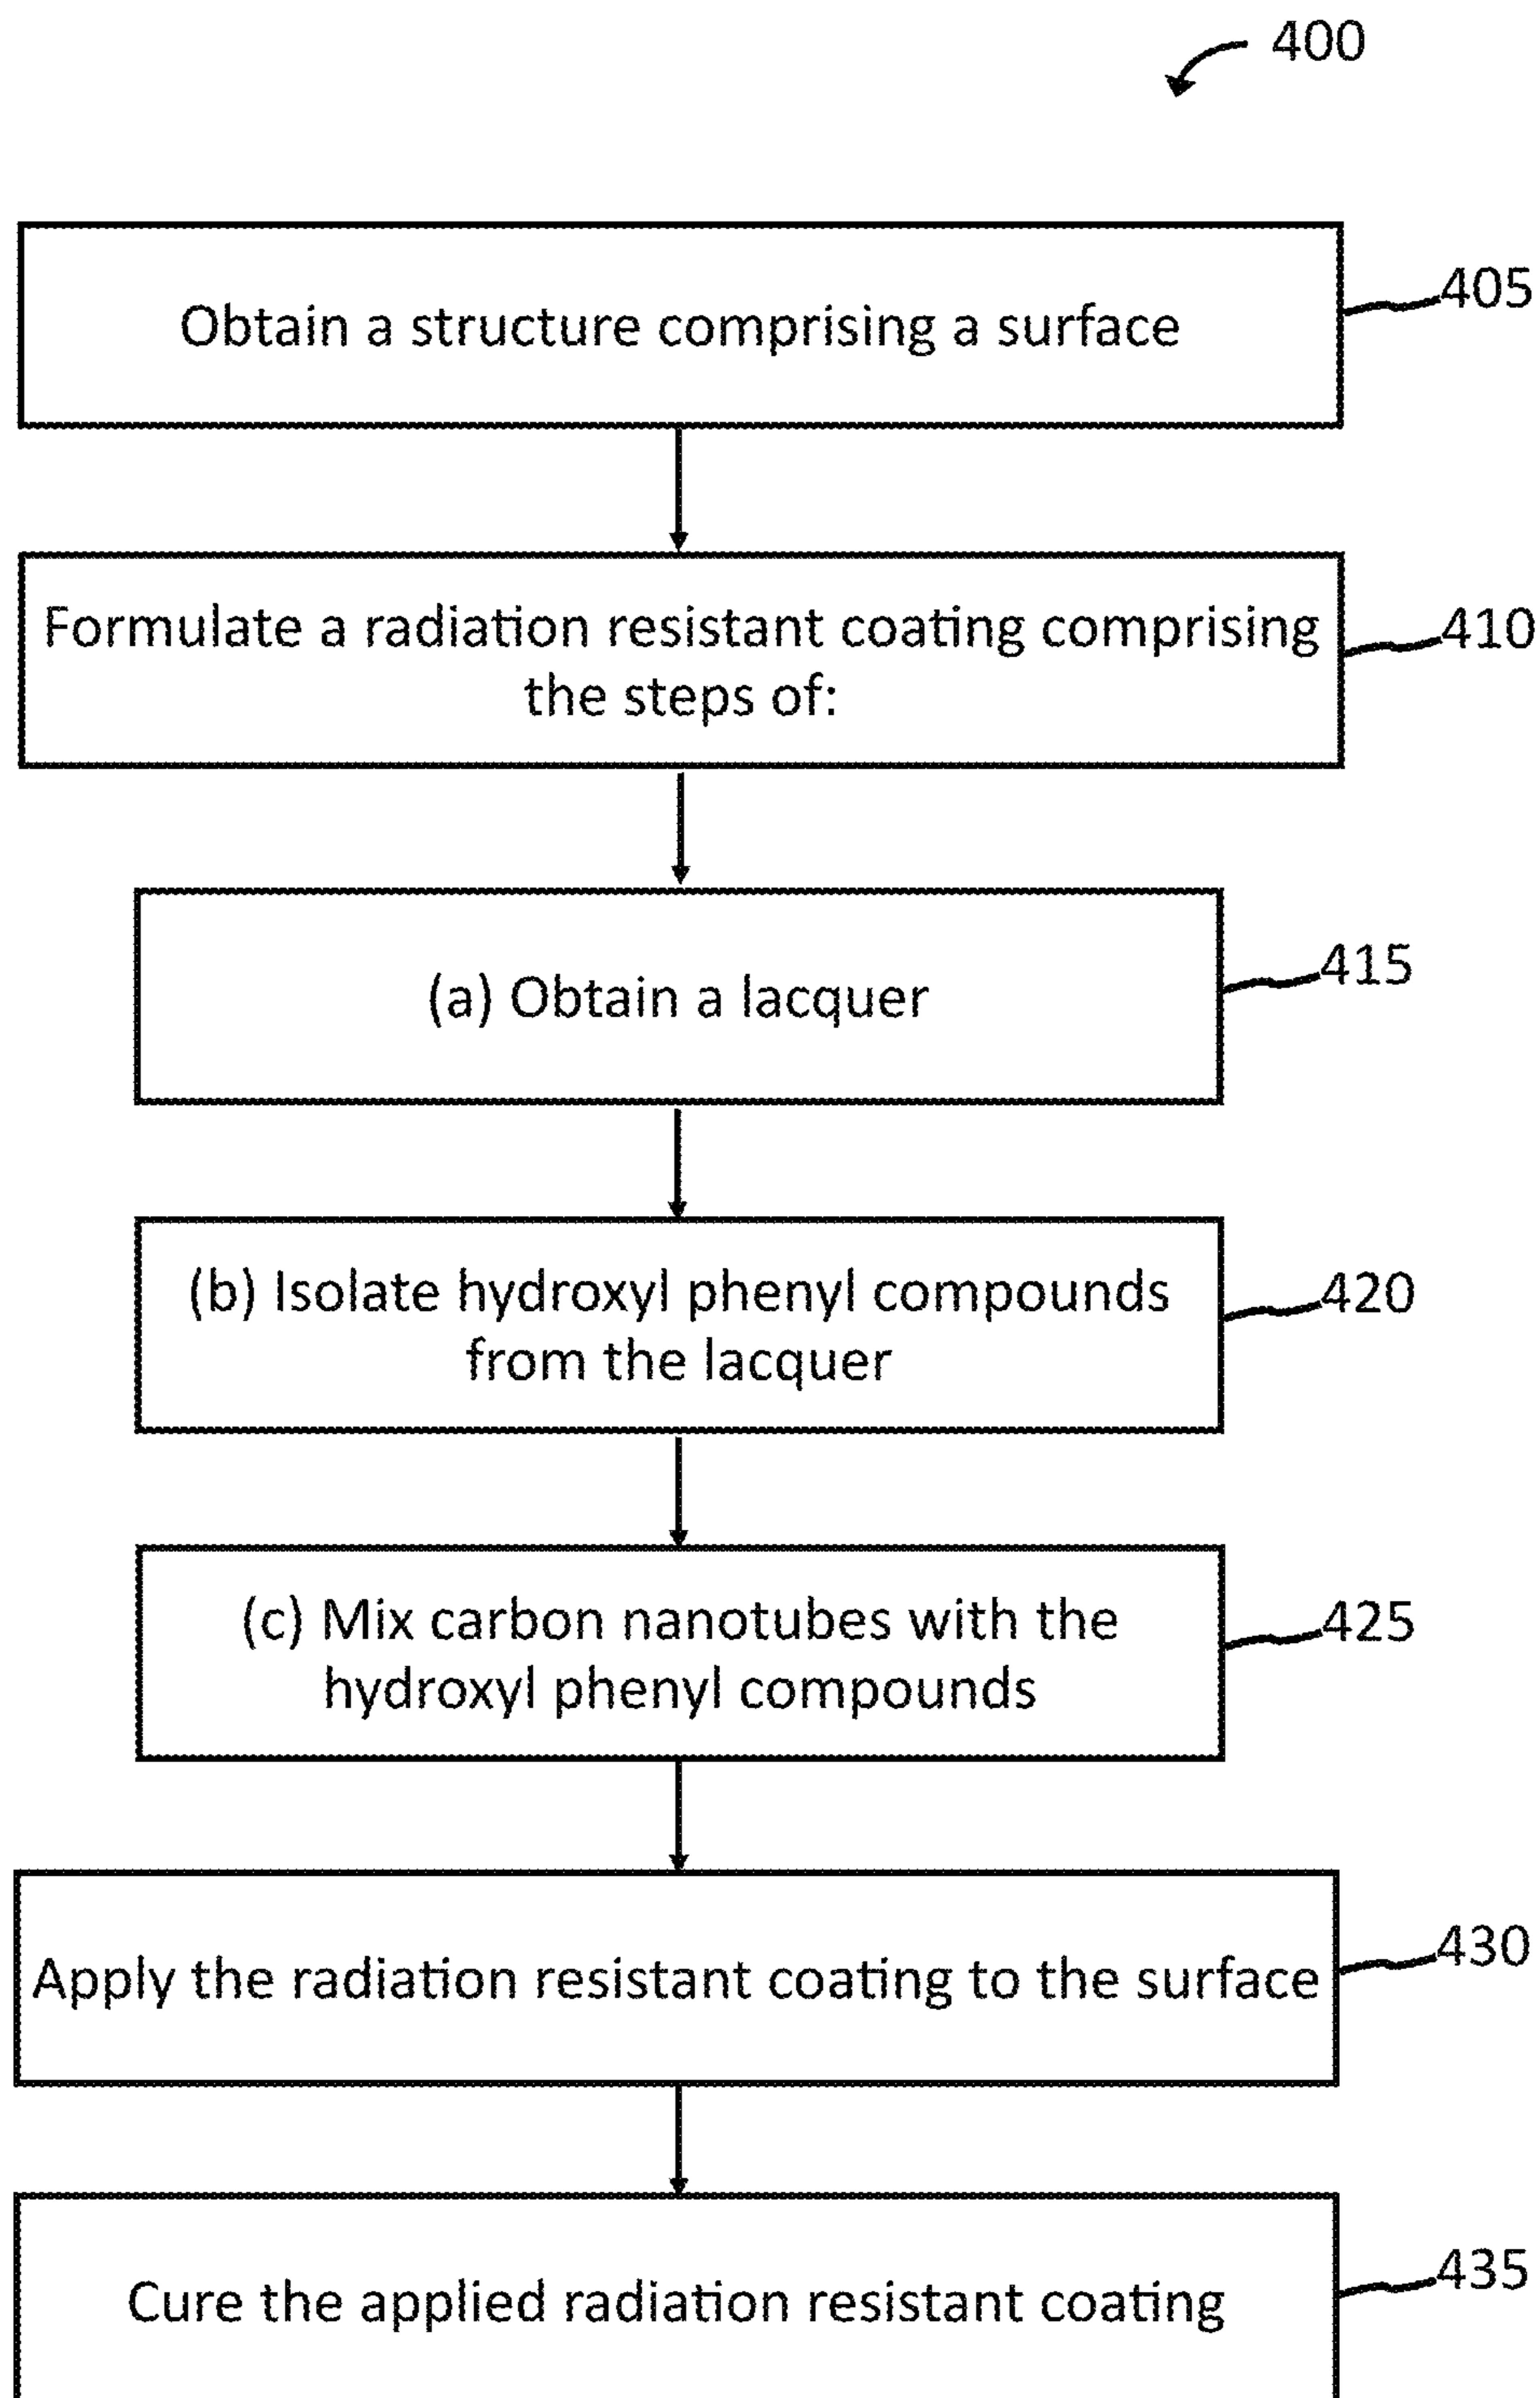 400
Obtain a structure comprising a surface
405
Formulate a radiation resistant coating comprising
the steps of:
410
(a) Obtain a lacquer
415
(b) Isolate hydroxyl phenyl compounds
from the lacquer
420
(c) Mix carbon nanotubes with the
hydroxyl phenyl compounds
425
Apply the radiation resistant coating to the surface
430
Cure the applied radiation resistant coating
435